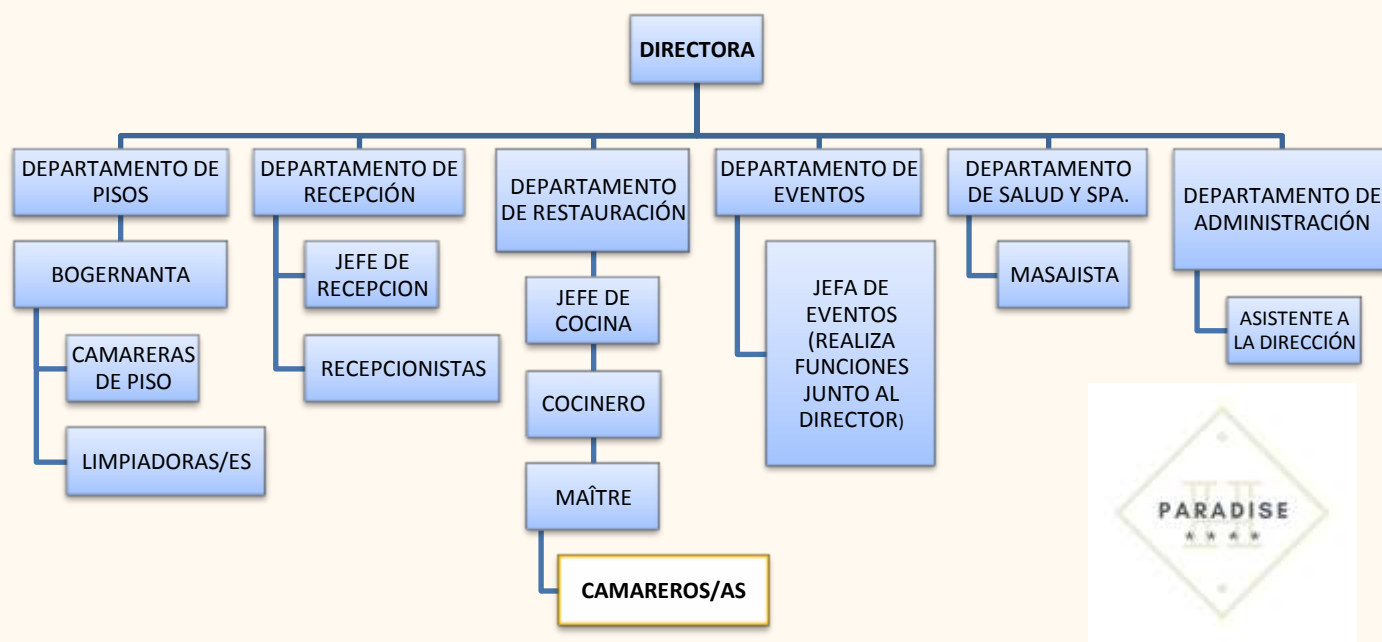 DIRECTORA
DEPARTAMENTO DE
PISOS
BOGERNANTA
CAMARERAS
DE PISO
LIMPIADORAS/ES
DEPARTAMENTO DE
RECEPCIÓN
JEFE DE
RECEPCION
RECEPCIONISTAS
DEPARTAMENTO
DE RESTAURACIÓN
JEFE DE
COCINA
COCINERO
MAÎTRE
CAMAREROS/AS
DEPARTAMENTO DE
EVENTOS
JEFA DE
EVENTOS
(REALIZA
FUNCIONES
JUNTO AL
DIRECTOR)
DEPARTAMENTO
DE SALUD Y SPA.
MASAJISTA
DEPARTAMENTO DE
ADMINISTRACIÓN
ASISTENTE A
LA DIRECCIÓN
PARADISE